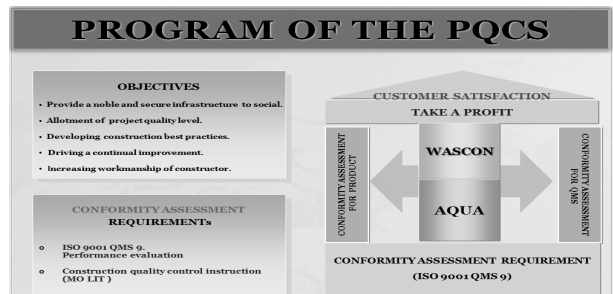 PROGRAM OF THE PQCS
OBJECTIVES
• Provide a noble and secure infrastructure to social.
• Allotment of project quality level.
• Developing construction best practices.
• Driving a continual improvement.
• Increasing workmanship of constructor.
CONFORMITY ASSESSMENT
REQUIREMENTs
o ISO 9001 QMS 9.
Performance evaluation
o Construction quality control instruction
(MO LIT )
CUSTOMER SATISFACTION
TAKE A PROFIT
CONFORMITY ASSESSMENT
FOR PRODUCT
WASCON
AQUA
CONFORMITY ASSESSMENT
FOR QMS
CONFORMITY ASSESSMENT REQUIREMENT
(ISO 9001 QMS 9)